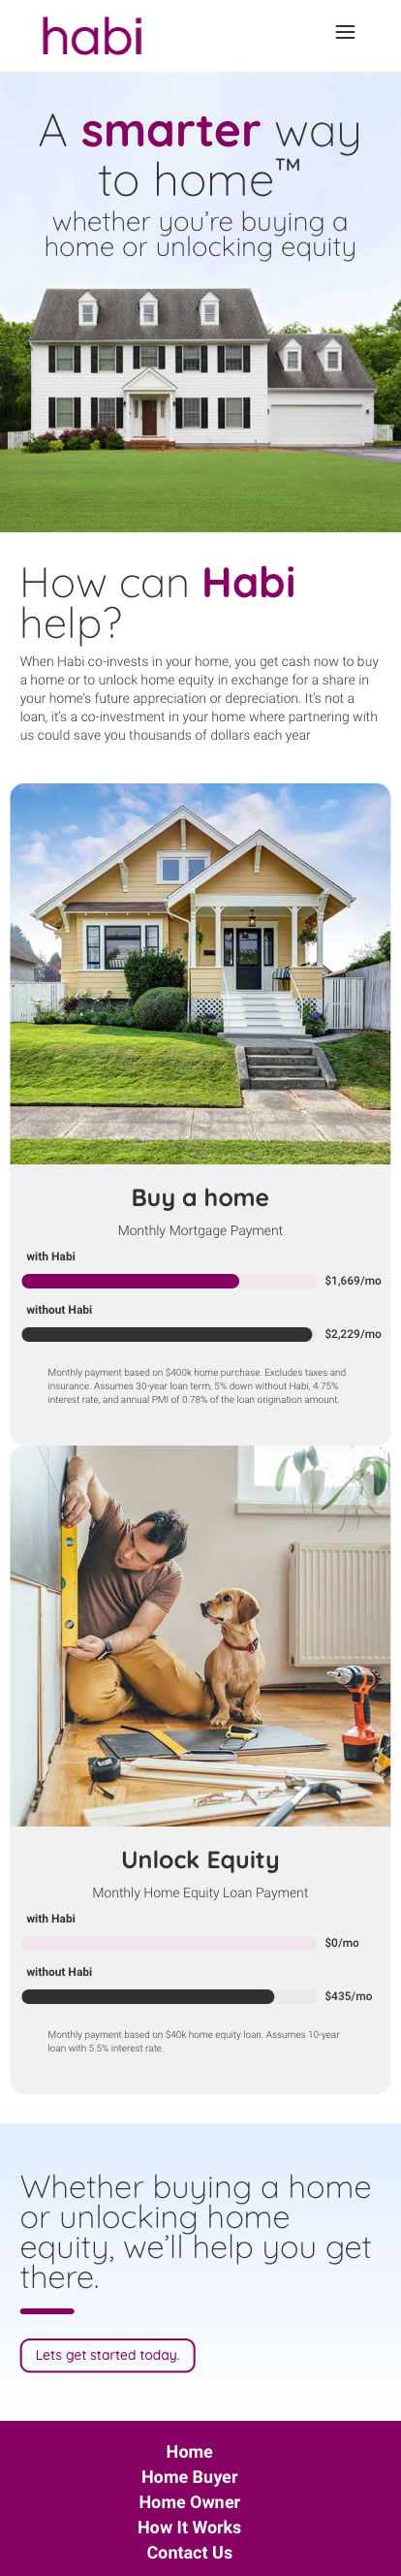 habi
A smarter way
to home™
whether you’re buying a
home or unlocking equity
How can Habi
help?
When Habi co-invests in your home, you get cash now to buy
a home or to unlock home equity in exchange for a share in
your home’s future appreciation or depreciation. It’s not a
loan, it’s a co-investment in your home where partnering with
us could save you thousands of dollars each year
Buy a home
Monthly Mortgage Payment
with Habi
$1,669/mo
without Habi
$2,229/mo
Monthly payment based on $400k home purchase. Excludes taxes and
insurance. Assumes 30-year loan term, 5% down without Habi, 4.75%
interest rate, and annual PMI of 0.78% of the loan origination amount.
Unlock Equity
Monthly Home Equity Loan Payment
with Habi
$0/mo
without Habi
$435/mo
Monthly payment based on $40k home equity loan. Assumes 10-year
loan with 5.5% interest rate.
Whether buying a home
or unlocking home
equity, we’ll help you get
there.
Lets get started today.
Home
Home Buyer
Home Owner
How It Works
Contact Us